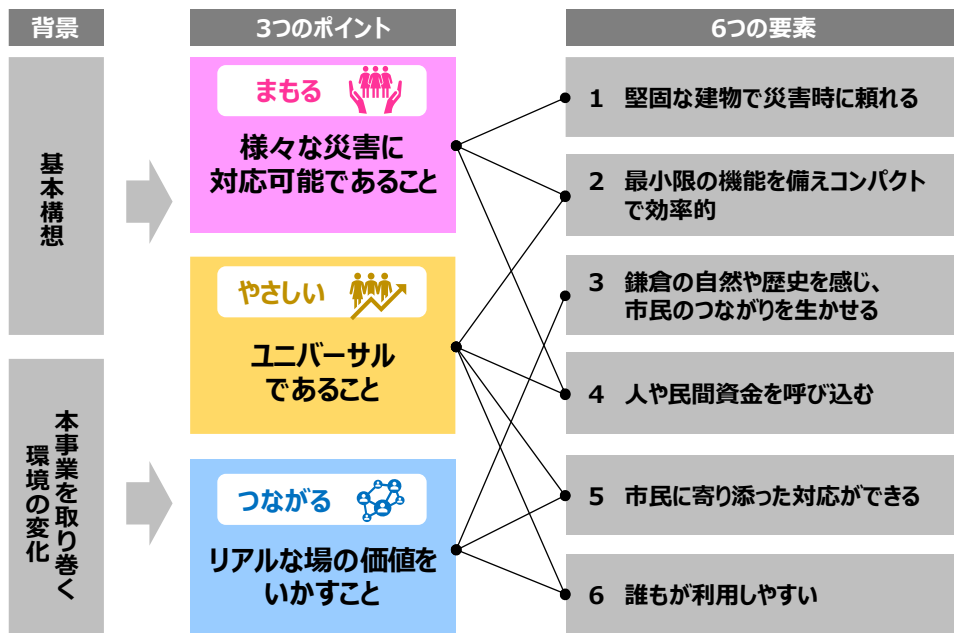 背景
3つのポイント
6つの要素
基本構想
本事業を取り巻く
環境の変化
まもる
様々な災害に
対応可能であること
やさしい
ユニバーサル
であること
つながる
リアルな場の価値を
いかすこと
1 堅固な建物で災害時に頼れる
2 最小限の機能を備えコンパクト
で効率的
3 鎌倉の自然や歴史を感じ、
市民のつながりを生かせる
4 人や民間資金を呼び込む
5 市民に寄り添った対応ができる
6 誰もが利用しやすい